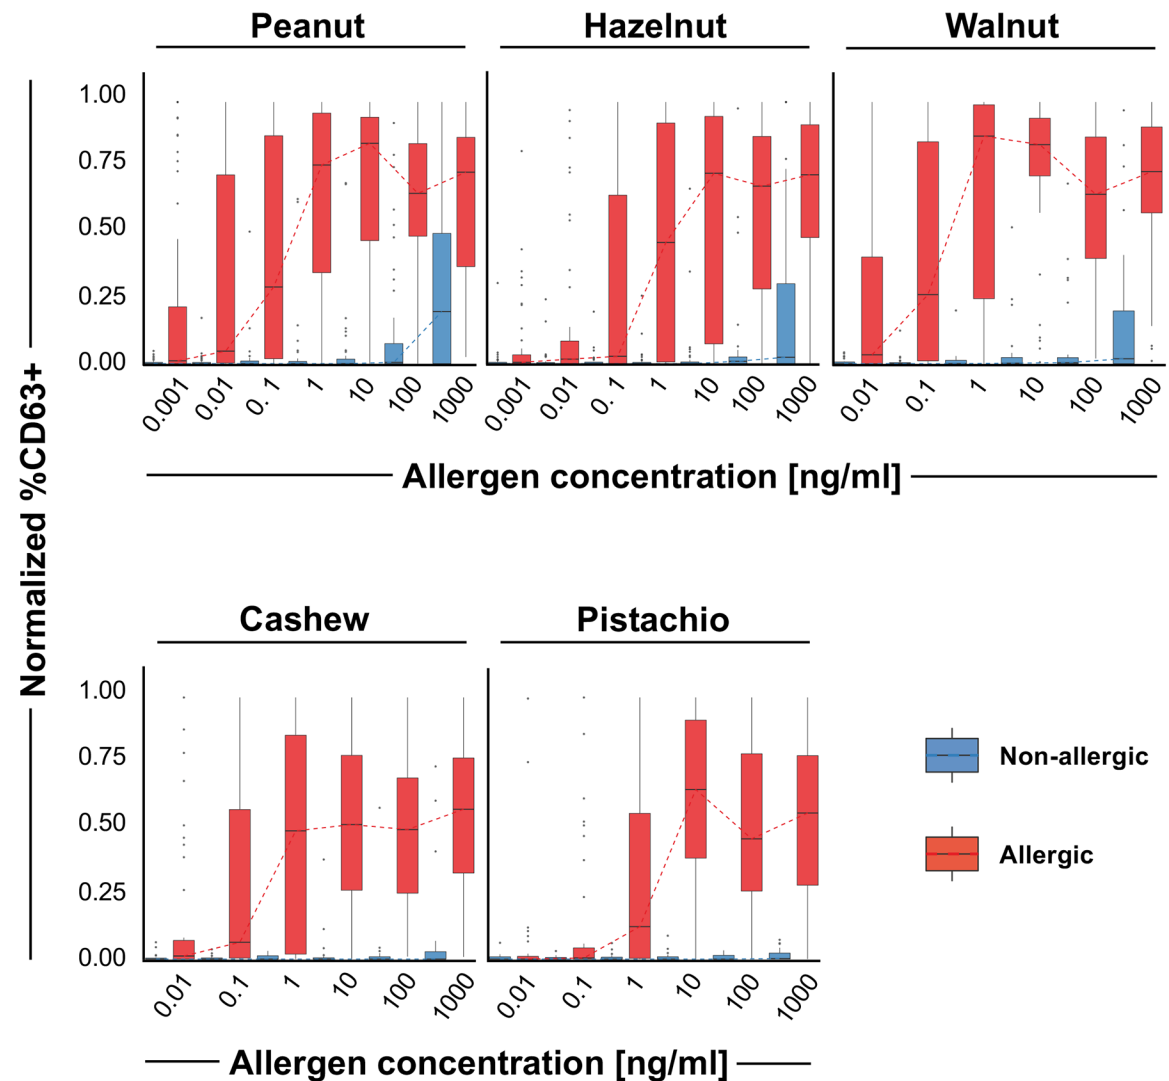 Peanut Hazelnut Walnut
Normalized %CD63+
1.00
0.75
0.50
0.25
0.00
0.001 0.01 0.1 1 10 100 1000
0.001 0.01 0.1 1 10 100 1000
0.01 0.1 1 10 100 1000
Allergen concentration [ng/ml]
Cashew Pistachio
1.00
0.75
0.50
0.25
0.00
Non-allergic
Allergic
0.01 0.1 1 10 100 1000
0.01 0.1 1 10 100 1000
Allergen concentration [ng/ml]